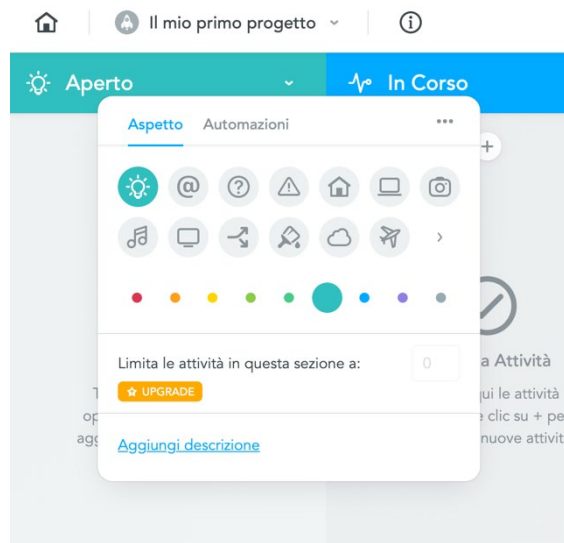 Il mio primo progetto
Aperto
In Corso
Aspetto Automazioni
Limita le attività in questa sezione a:
0
UPGRADE
Aggiungi descrizione
a Attività
qui le attività
clic su + pe
nuove attivit